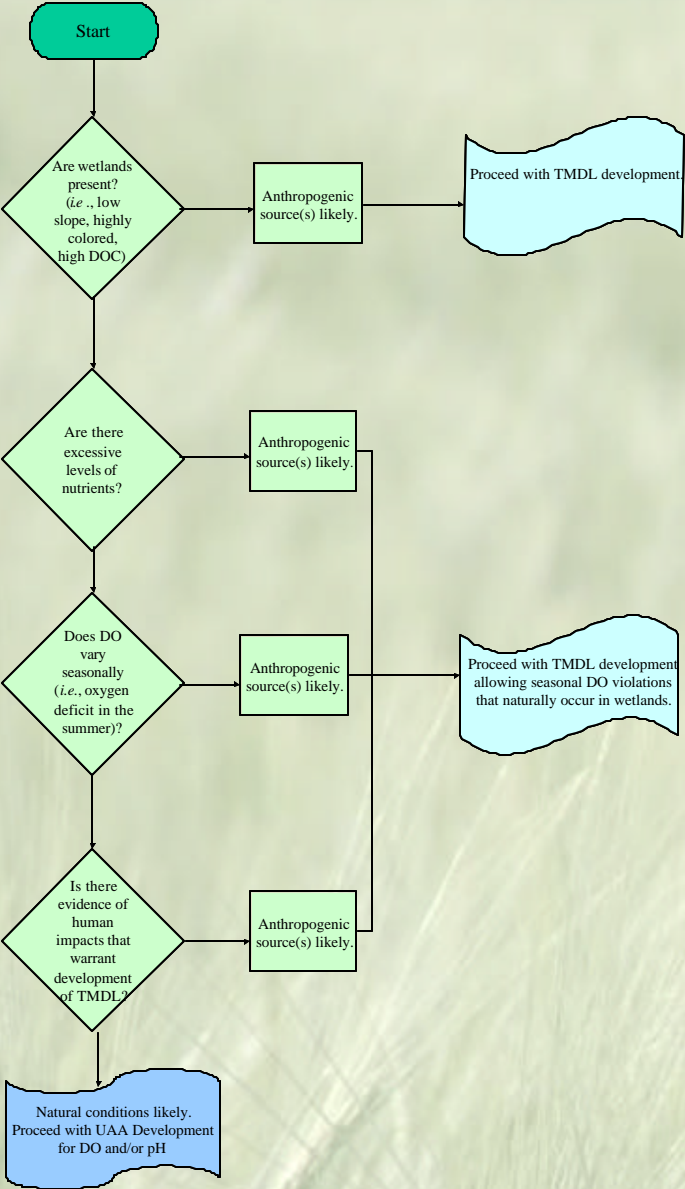 Start
Are wetlands
present?
(i.e ., low
slope, highly
colored,
high DOC)
Anthropogenic
source(s) likely.
Proceed with TMDL development.
Are there
excessive
levels of
nutrients?
Anthropogenic
source(s) likely.
Does DO
vary
seasonally
(i.e., oxygen
deficit in the
summer)?
Anthropogenic
source(s) likely.
Proceed with TMDL development
allowing seasonal DO violations
that naturally occur in wetlands.
Is there
evidence of
human
impacts that
warrant
development
of TMDL?
Anthropogenic
source(s) likely.
Natural conditions likely.
Proceed with UAA Development
for DO and/or pH